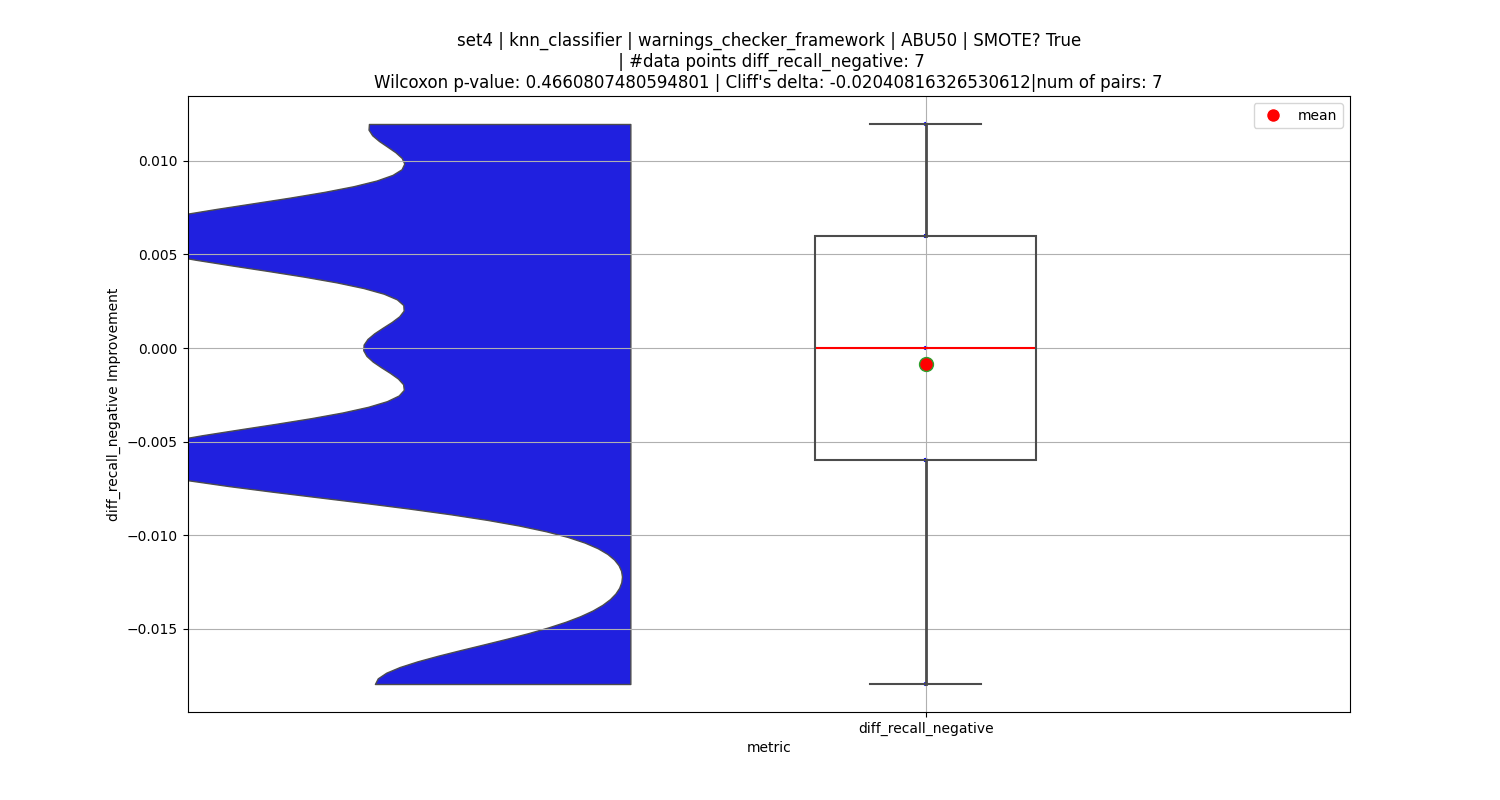 set4 | knn_classifier | warnings_checker_framework | ABU50 | SMOTE? True
| #data points diff_recall_negative: 7
Wilcoxon p-value: 0.4660807480594801 | Cliff's delta: -0.02040816326530612|num of pairs: 7
mean
0.010
0.005
0.000
−0.005
−0.010
−0.015
diff_recall_negative Improvement
diff_recall_negative
metric